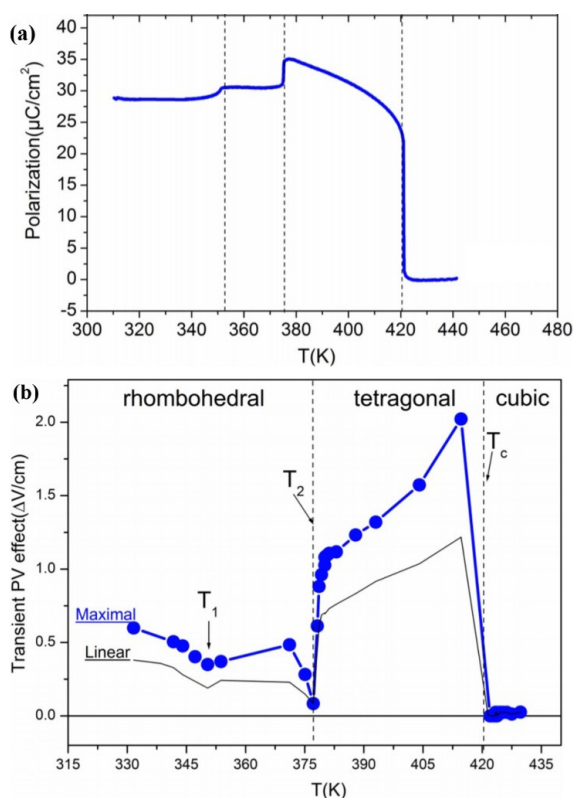 (a)
Polarization(μC/cm²)
40
35
30
25
20
15
10
5
0
-5
300 320 340 360 380 400 420 440 460 480
T(K)
(b)
Transient PV effect(ΔV/cm)
rhombohedral tetragonal cubic
2.0
1.5
1.0
0.5
0.0
T₂
T꜀
T₁
Maximal
Linear
315 330 345 360 375 390 405 420 435
T(K)